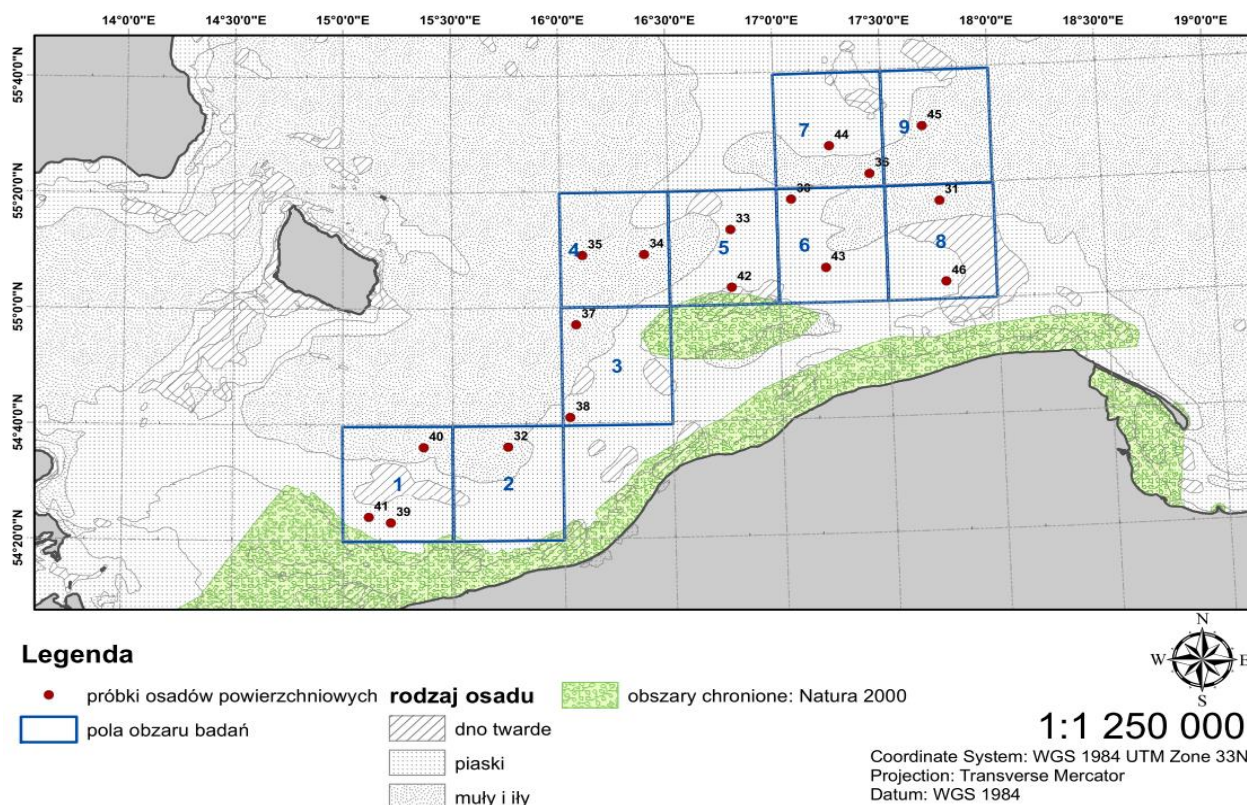 14°0'0"E 14°30'0"E 15°0'0"E 15°30'0"E 16°0'0"E 16°30'0"E 17°0'0"E 17°30'0"E 18°0'0"E 18°30'0"E 19°0'0"E
55°40'0"N
55°20'0"N
55°0'0"N
54°40'0"N
54°20'0"N
7
44
9
45
36
30
31
4
35
34
33
5
6
8
42
43
46
37
3
38
40
32
1
2
41
39
Legenda
próbki osadów powierzchniowych
pola obzaru badań
rodzaj osadu
dno twarde
piaski
muły i iły
obszary chronione: Natura 2000
N
W E
S
1:1 250 000
Coordinate System: WGS 1984 UTM Zone 33N
Projection: Transverse Mercator
Datum: WGS 1984